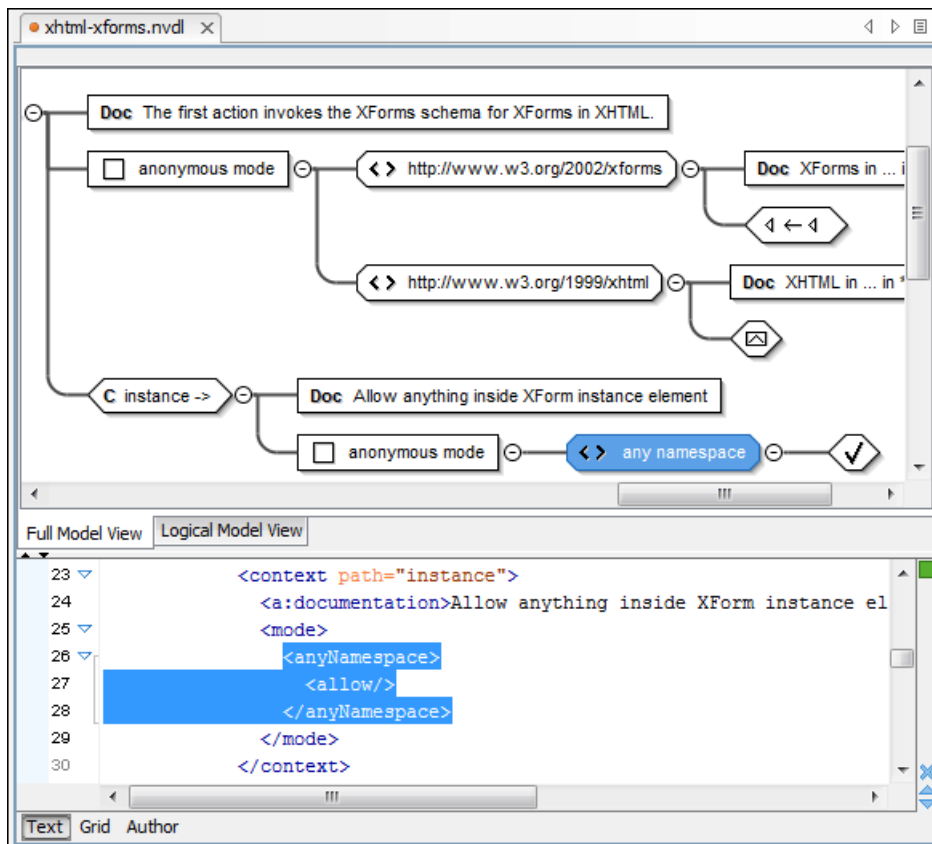 xhtml-xforms.nvdl
Doc The first action invokes the XForms schema for XForms in XHTML.
anonymous mode
< > http://www.w3.org/2002/xforms
Doc XForms in ... i
< > http://www.w3.org/1999/xhtml
Doc XHTML in ... in *
C instance ->
Doc Allow anything inside XForm instance element
anonymous mode
< > any namespace
Full Model View Logical Model View
23 <context path="instance">
24 <a:documentation>Allow anything inside XForm instance el
25 <mode>
26 <anyNamespace>
27 <allow/>
28 </anyNamespace>
29 </mode>
30 </context>
Text Grid Author